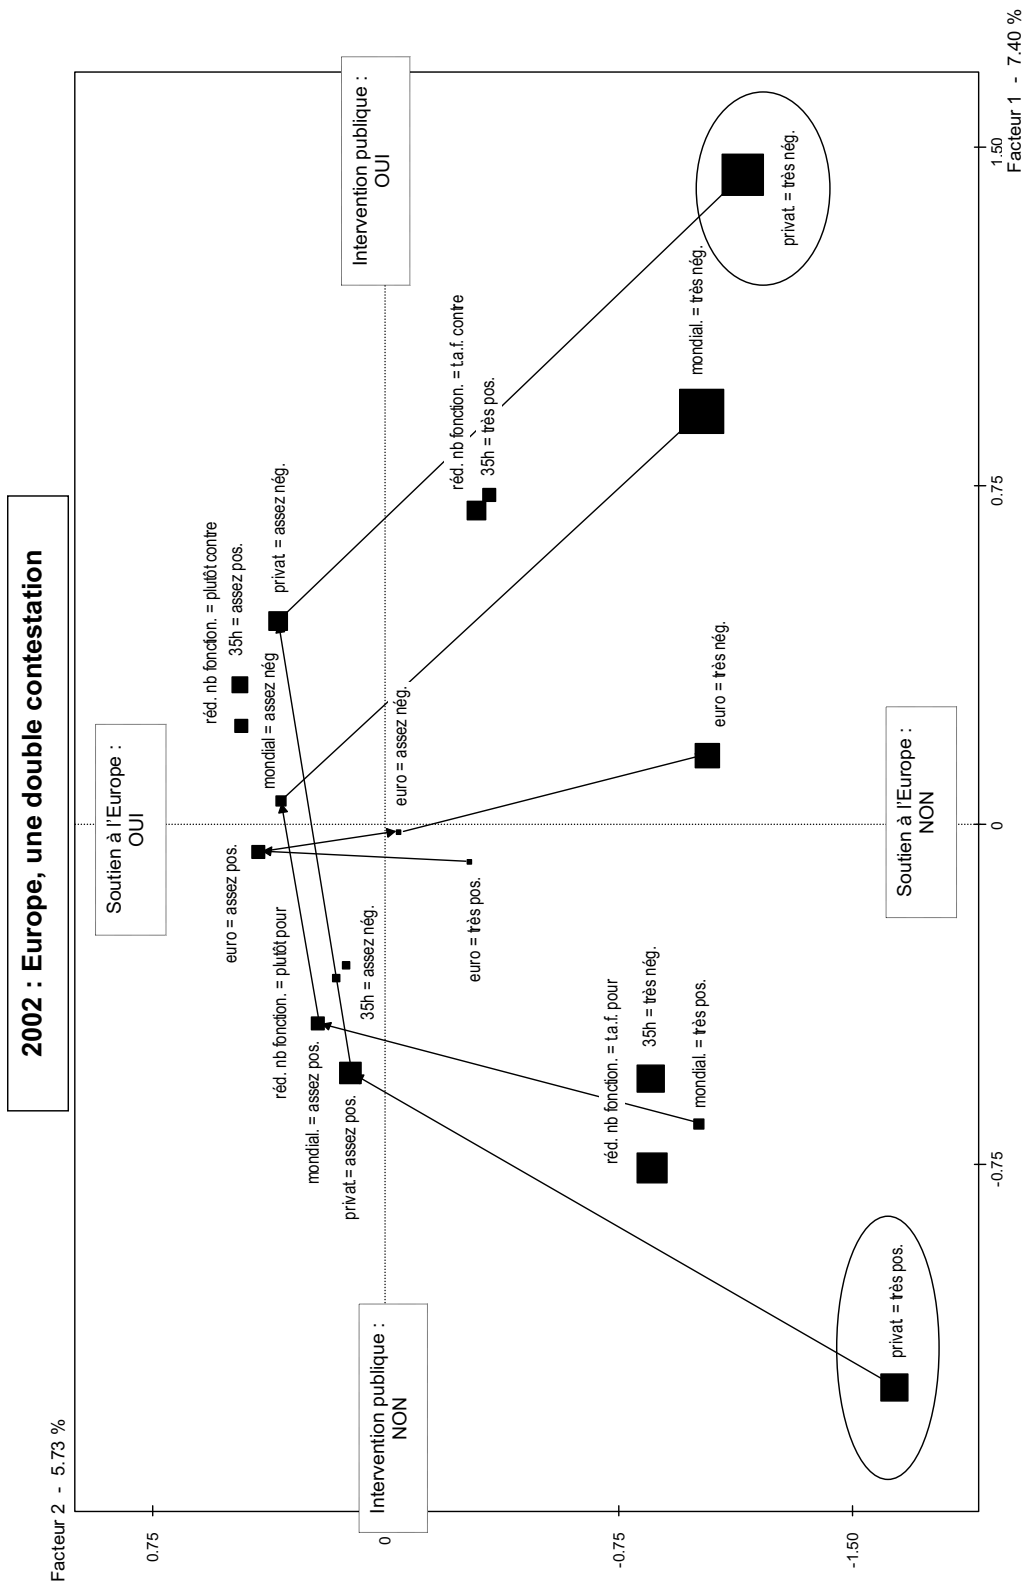 2002 : Europe, une double contestation
Facteur 2 - 5.73 %
Soutien à l'Europe :
OUI
réd. nb fonction. = plutôt contre
35h = assez pos.
euro = assez pos.
mondial = assez nég
privat = assez nég.
réd. nb fonction. = plutôt pour
mondial. = assez pos.
privat = assez pos.
35h = assez nég.
Intervention publique :
NON
Intervention publique :
OUI
euro = assez nég.
réd. nb fonction. = t.a.f. contre
35h = très pos.
euro = très pos.
réd. nb fonction. = t.a.f. pour
35h = très nég.
mondial. = très pos.
euro = très nég.
mondial. = très nég.
privat. = très nég.
privat = très pos.
Soutien à l'Europe :
NON
0.75
0
-0.75
-1.50
-0.75
0
0.75
1.50
Facteur 1 - 7.40 %